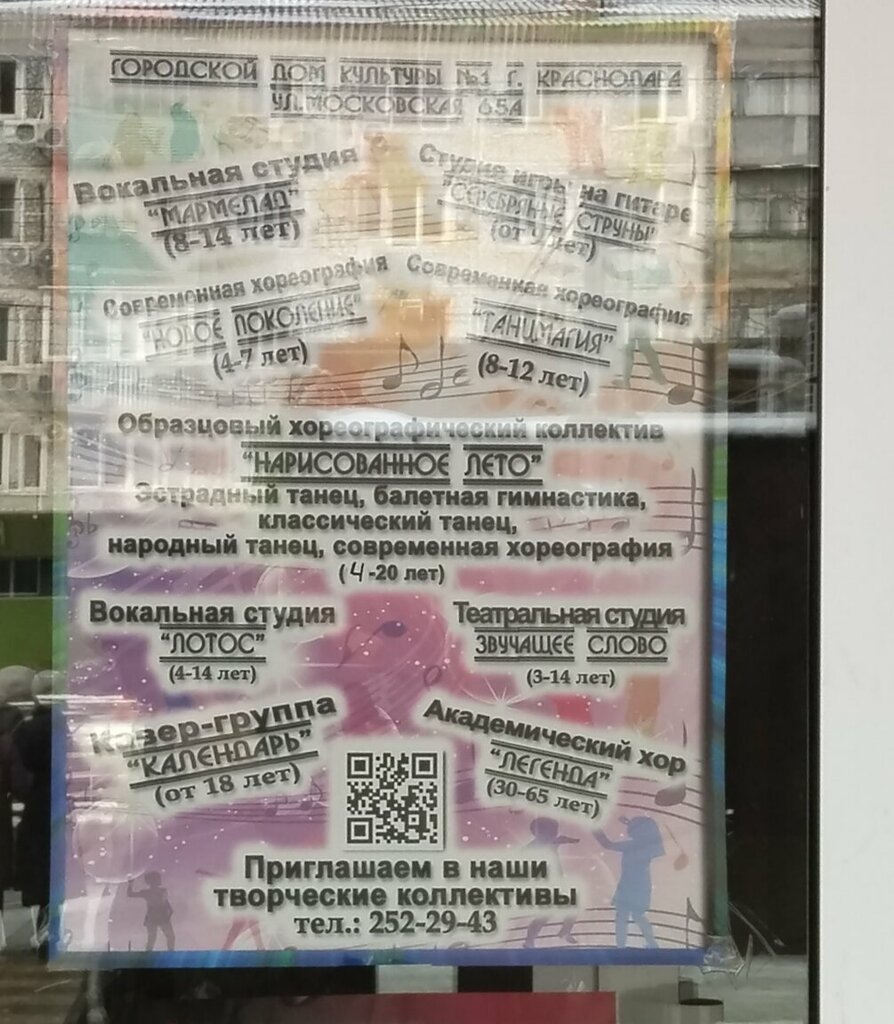 ГОРОДСКОЙ ДОМ КУЛЬТУРЫ №1 Г. КРАСНОДАРА
УЛ.МОСКОВСКАЯ 65А
Вокальная студия
"МАРМЕЛАД"
(8-14 лет)
Студия игры на гитаре
"СЕРЕБРЯНЫЕ СТРУНЫ"
(от 9 лет)
Современная хореография
"НОВОЕ ПОКОЛЕНИЕ"
(4-7 лет)
Современная хореография
"ТАНЦМАГИЯ"
(8-12 лет)
Образцовый хореографический коллектив
"НАРИСОВАННОЕ ЛЕТО"
Эстрадный танец, балетная гимнастика,
классический танец,
народный танец, современная хореография
(4-20 лет)
Вокальная студия
"ЛОТОС"
(4-14 лет)
Театральная студия
ЗВУЧАЩЕЕ СЛОВО
(3-14 лет)
Кавер-группа
"КАЛЕНДАРЬ"
(от 18 лет)
Академический хор
"ЛЕГЕНДА"
(30-65 лет)
Приглашаем в наши
творческие коллективы
тел.: 252-29-43